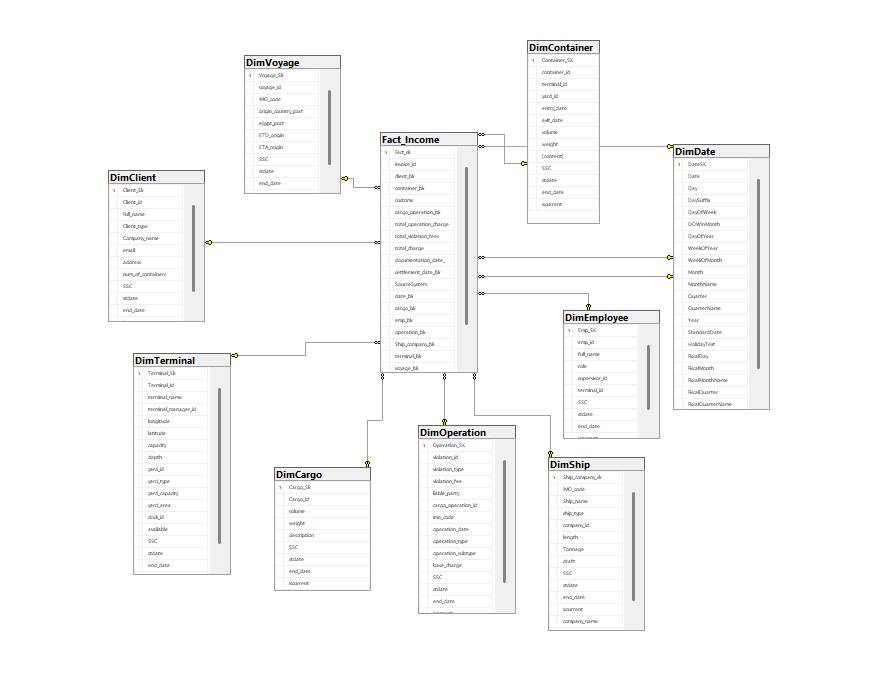 DimVoyage
Voyage_Sk
voyage_id
IMO_code
origin_country_port
egypt_port
ETD_origin
ETA_origin
SSC
stdate
end_date
DimContainer
Container_SK
container_id
terminal_id
yard_id
entry_date
exit_date
volume
weight
[content]
SSC
stdate
end_date
iscurrent
Fact_Income
Fact_sk
invoice_id
client_bk
container_bk
customs
cargo_operation_bk
total_operation_charge
total_violation_fees
total_charge
documentation_date_
settlement_date_bk
SourceSystem
date_bk
cargo_bk
emp_bk
operation_bk
Ship_company_bk
terminal_bk
voyage_bk
DimDate
DateSK
Date
Day
DaySuffix
DayOfWeek
DOWInMonth
DayOfYear
WeekOfYear
WeekOfMonth
Month
MonthName
Quarter
QuarterName
Year
StandardDate
HolidayText
FiscalDay
FiscalMonth
FiscalMonthName
FiscalQuarter
FiscalQuarterName
DimClient
Client_Sk
Client_id
Full_name
Client_type
Company_name
email
address
num_of_containers
SSC
stdate
end_date
DimEmployee
Emp_SK
emp_id
full_name
role
supervisor_id
terminal_id
SSC
stdate
end_date
DimTerminal
Terminal_Sk
Terminal_id
terminal_name
terminal_manager_id
longitude
latitude
capacity
depth
yard_id
yard_type
yard_capacity
yard_area
dock_id
available
SSC
stdate
end_date
DimCargo
Cargo_Sk
Cargo_id
volume
weight
description
SSC
stdate
end_date
iscurrent
DimOperation
Operation_SK
violation_id
violation_type
violation_fee
liable_party
cargo_operation_id
imo_code
operation_date
operation_type
operation_subtype
base_charge
SSC
stdate
end_date
DimShip
Ship_company_sk
IMO_code
Ship_name
ship_type
company_id
length
Tonnage
draft
SSC
stdate
end_date
iscurrent
company_name